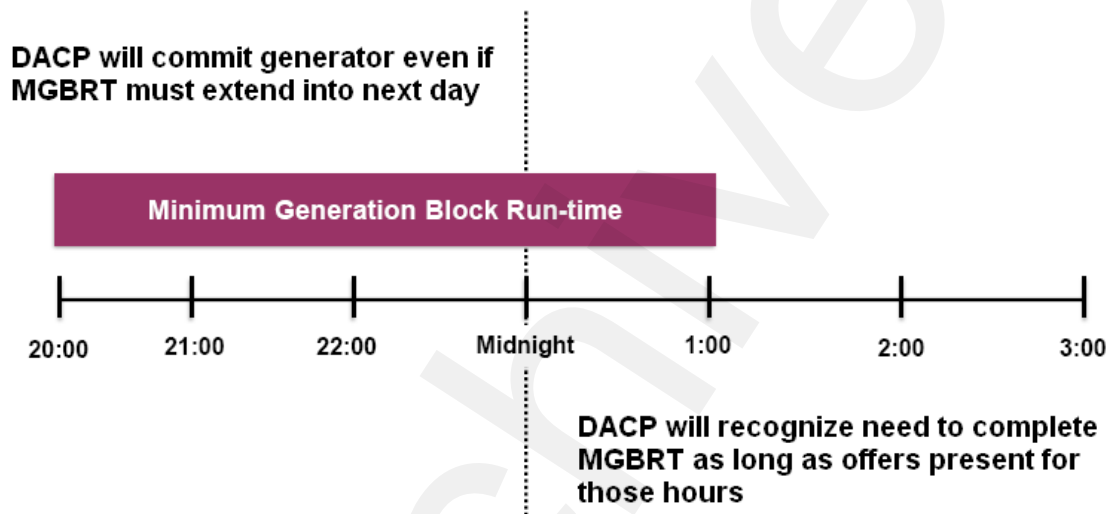 DACP will commit generator even if
MGBRT must extend into next day
Minimum Generation Block Run-time
20:00 21:00 22:00 Midnight 1:00 2:00 3:00
DACP will recognize need to complete
MGBRT as long as offers present for
those hours